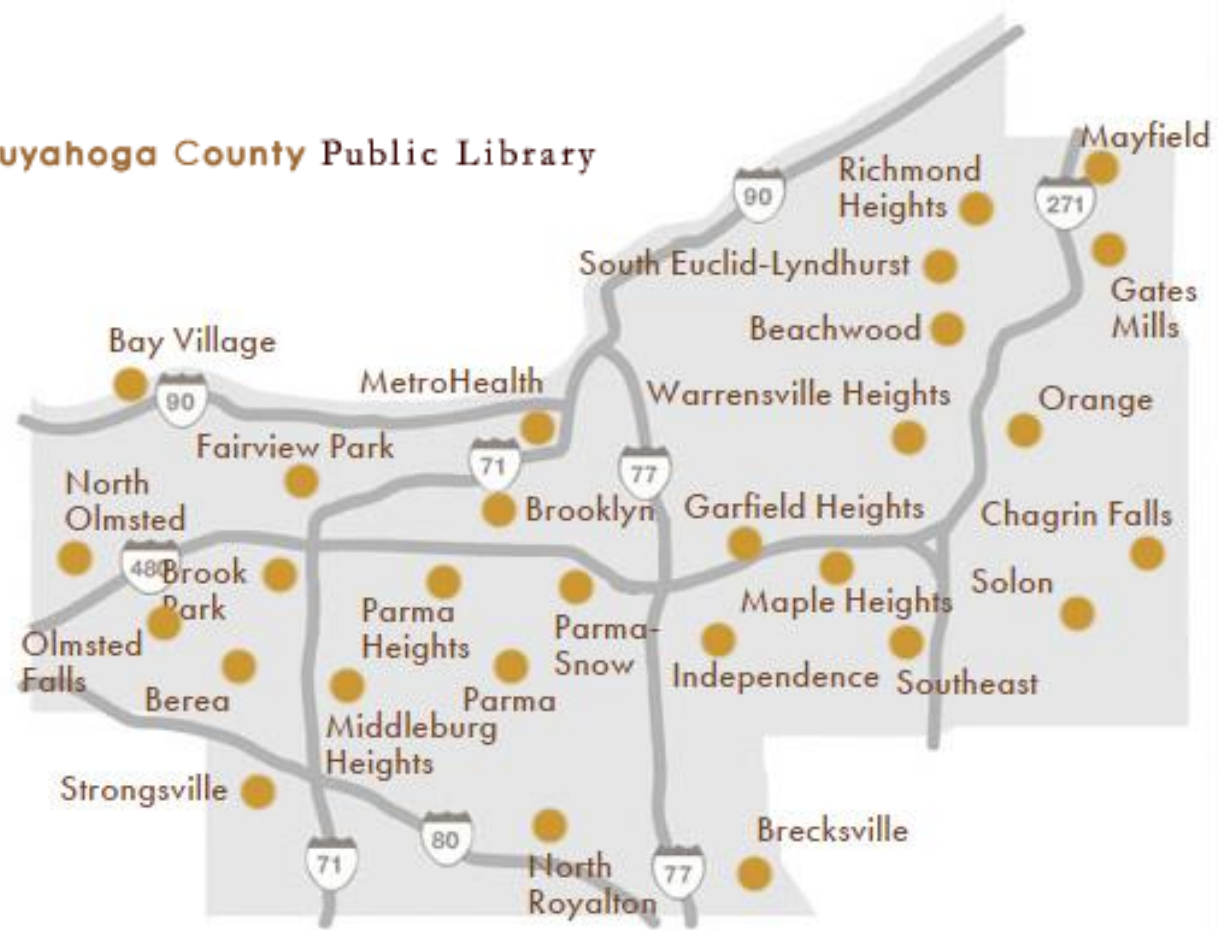 uyahoga County Public Library
Mayfield
Richmond
Heights
90
271
South Euclid-Lyndhurst
Gates
Mills
Beachwood
Bay Village
MetroHealth
Warrensville Heights
Orange
90
Fairview Park
71
77
North
Olmsted
Brooklyn
Garfield Heights
Chagrin Falls
480
Brook
Park
Parma
Heights
Parma-
Snow
Maple Heights
Solon
Olmsted
Falls
Berea
Middleburg
Heights
Parma
Independence
Southeast
Strongsville
80
71
North
Royalton
77
Brecksville